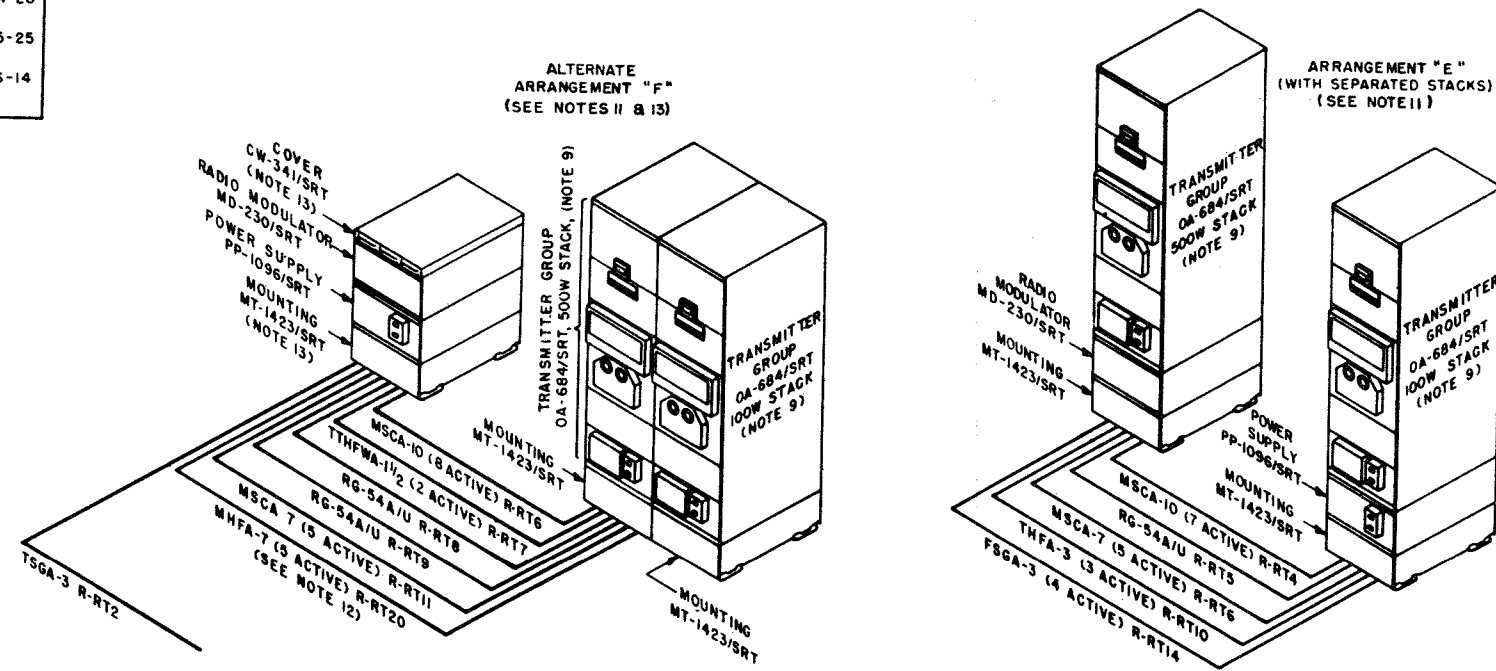 5-25
5-14
ALTERNATE
ARRANGEMENT "F"
(SEE NOTES 11 & 13)
COVER
CW-341/SRT
(NOTE 13)
RADIO MODULATOR
MD-230/SRT
POWER SUPPLY
PP-1096/SRT
MOUNTING
MT-1423/SRT
(NOTE 13)
TRANSMITTER GROUP
OA-684/SRT, 500W STACK, (NOTE 9)
TRANSMITTER
GROUP
OA-684/SRT
100W STACK
(NOTE 9)
MOUNTING
MT-1423/SRT
MSCA-10 (8 ACTIVE) R-RT6
TTHFWA-1 1/2 (2 ACTIVE) R-RT7
RG-54A/U R-RT8
RG-54A/U R-RT9
MSCA 7 (5 ACTIVE) R-RT11
MHFA-7 (5 ACTIVE) R-RT20
(SEE NOTE 12)
TSGA-3 R-RT2
MOUNTING
MT-1423/SRT
ARRANGEMENT "E"
(WITH SEPARATED STACKS)
(SEE NOTE 11)
TRANSMITTER
GROUP
OA-684/SRT
500W STACK
(NOTE 9)
RADIO
MODULATOR
MD-230/SRT
MOUNTING
MT-1423/SRT
TRANSMITTER
GROUP
OA-684/SRT
100W STACK
(NOTE 9)
POWER
SUPPLY
PP-1096/SRT
MOUNTING
MT-1423/SRT
MSCA-10 (7 ACTIVE) R-RT4
RG-54A/U R-RT5
MSCA-7 (5 ACTIVE) R-RT6
THFA-3 (3 ACTIVE) R-RT10
FSGA-3 (4 ACTIVE) R-RT14